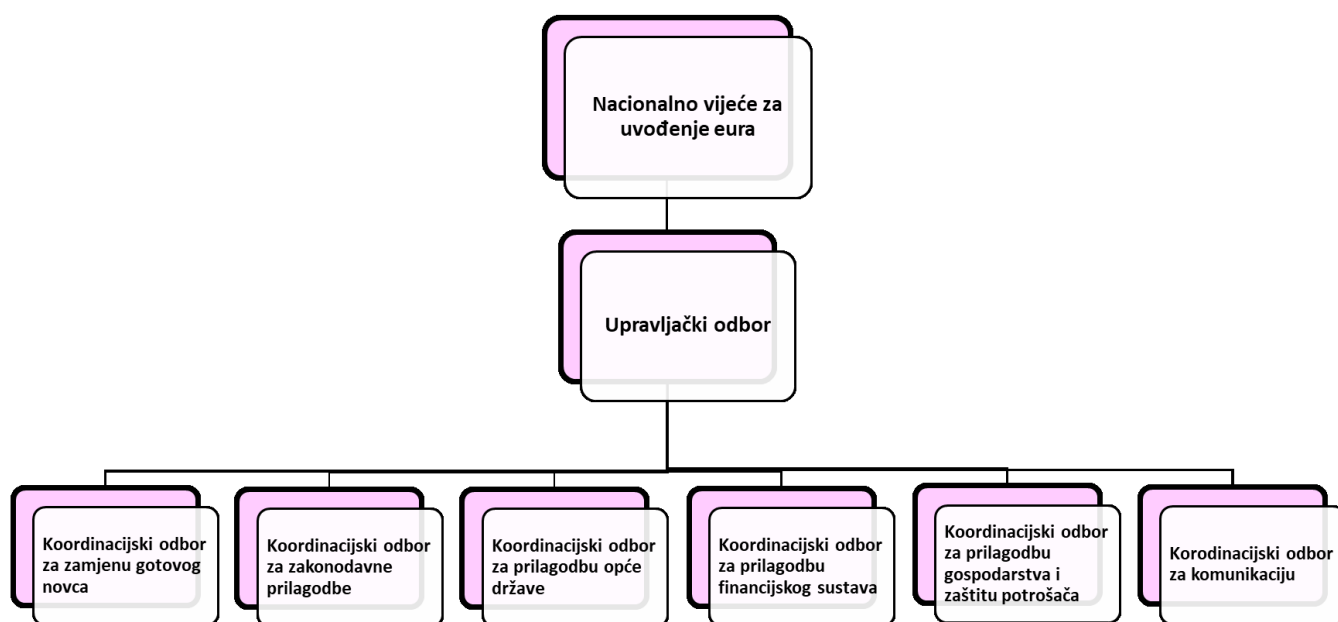 Nacionalno vijeće za
uvođenje eura
Upravljački odbor
Koordinacijski odbor
za zamjenu gotovog
novca
Koordinacijski odbor
za zakonodavne
prilagodbe
Koordinacijski odbor
za prilagodbu opće
države
Koordinacijski odbor
za prilagodbu
financijskog sustava
Koordinacijski odbor
za prilagodbu
gospodarstva i
zaštitu potrošača
Korodinacijski odbor
za komunikaciju